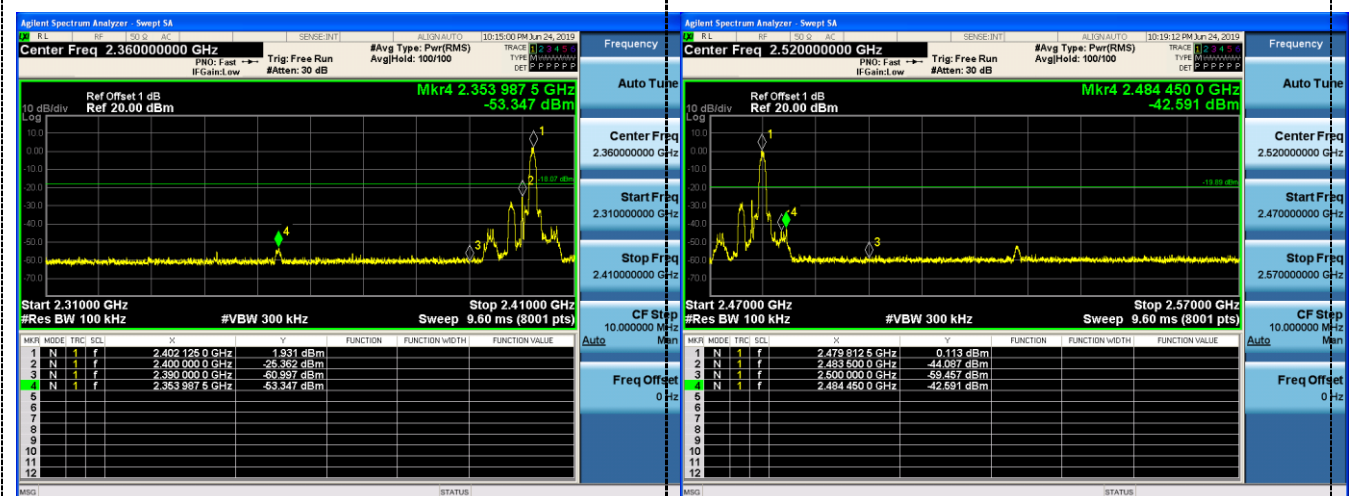 Agilent Spectrum Analyzer - Swept SA
RL RF 50 Ω AC SENSE:INT ALIGN AUTO 10:15:00 PM Jun 24, 2019
Center Freq 2.360000000 GHz
PNO: Fast
IFGain:Low
Trig: Free Run
#Atten: 30 dB
#Avg Type: Pwr(RMS)
Avg|Hold: 100/100
TRACE 1 2 3 4 5 6
TYPE M
DET P P P P P P
Ref Offset 1 dB
10 dB/div Ref 20.00 dBm
Log
Mkr4 2.353 987 5 GHz
-53.347 dBm
10.0
0.00
-10.0
-20.0
-30.0
-40.0
-50.0
-60.0
-70.0
1
2
3
4
-18.07 dBm
Start 2.31000 GHz Stop 2.41000 GHz
#Res BW 100 kHz #VBW 300 kHz Sweep 9.60 ms (8001 pts)
MKR MODE TRC SCL X Y FUNCTION FUNCTION WIDTH FUNCTION VALUE
1 N 1 f 2.402 125 0 GHz 1.931 dBm
2 N 1 f 2.400 000 0 GHz -25.362 dBm
3 N 1 f 2.390 000 0 GHz -60.997 dBm
4 N 1 f 2.353 987 5 GHz -53.347 dBm
5
6
7
8
9
10
11
12
MSG STATUS
Frequency
Auto Tune
Center Freq
2.360000000 GHz
Start Freq
2.310000000 GHz
Stop Freq
2.410000000 GHz
CF Step
10.000000 MHz
Auto Man
Freq Offset
0 Hz
Agilent Spectrum Analyzer - Swept SA
RL RF 50 Ω AC SENSE:INT ALIGN AUTO 10:19:12 PM Jun 24, 2019
Center Freq 2.520000000 GHz
PNO: Fast
IFGain:Low
Trig: Free Run
#Atten: 30 dB
#Avg Type: Pwr(RMS)
Avg|Hold: 100/100
TRACE 1 2 3 4 5 6
TYPE M
DET P P P P P P
Ref Offset 1 dB
10 dB/div Ref 20.00 dBm
Log
Mkr4 2.484 450 0 GHz
-42.591 dBm
10.0
0.00
-10.0
-20.0
-30.0
-40.0
-50.0
-60.0
-70.0
1
4
3
-19.89 dBm
Start 2.47000 GHz Stop 2.57000 GHz
#Res BW 100 kHz #VBW 300 kHz Sweep 9.60 ms (8001 pts)
MKR MODE TRC SCL X Y FUNCTION FUNCTION WIDTH FUNCTION VALUE
1 N 1 f 2.479 812 5 GHz 0.113 dBm
2 N 1 f 2.483 500 0 GHz -44.087 dBm
3 N 1 f 2.500 000 0 GHz -59.457 dBm
4 N 1 f 2.484 450 0 GHz -42.591 dBm
5
6
7
8
9
10
11
12
MSG STATUS
Frequency
Auto Tune
Center Freq
2.520000000 GHz
Start Freq
2.470000000 GHz
Stop Freq
2.570000000 GHz
CF Step
10.000000 MHz
Auto Man
Freq Offset
0 Hz